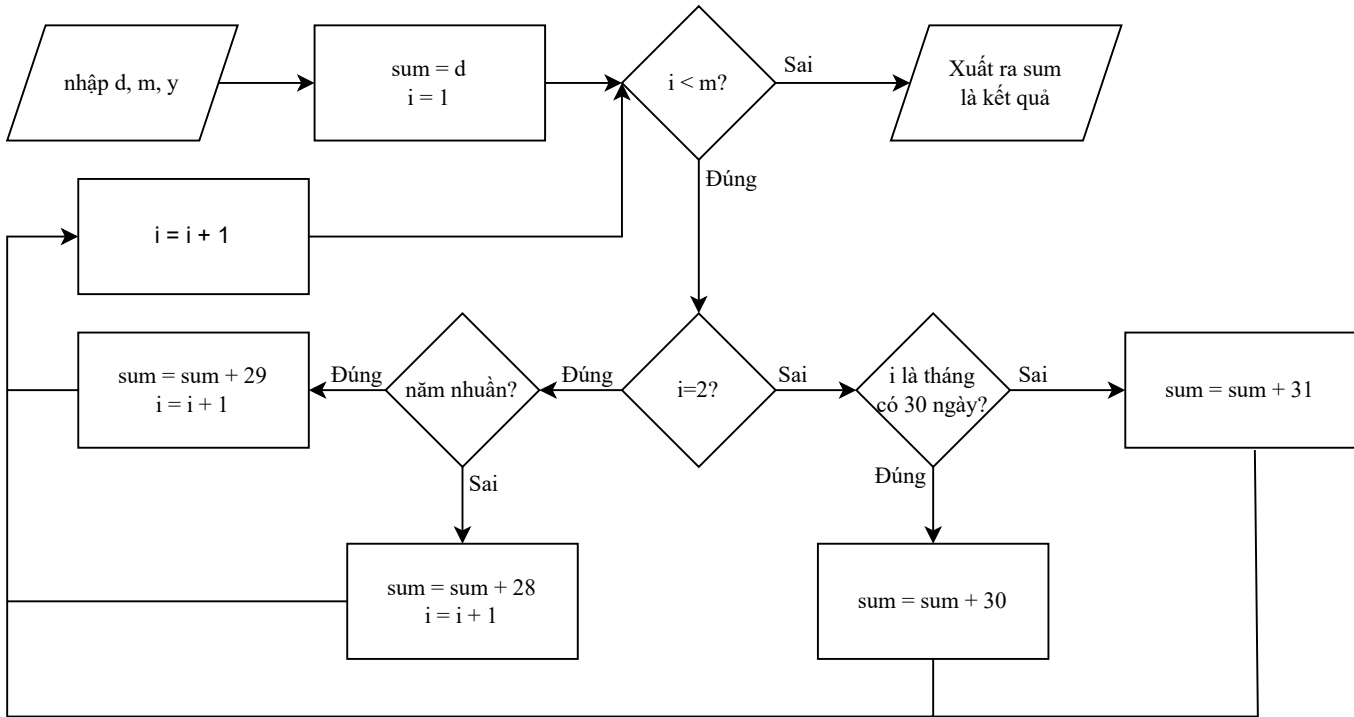 nhập d, m, y
sum = d
i = 1
i < m?
Sai
Xuất ra sum
là kết quả
Đúng
i = i + 1
sum = sum + 29
i = i + 1
Đúng
năm nhuần?
Đúng
i=2?
Sai
i là tháng
có 30 ngày?
Sai
sum = sum + 31
Sai
Đúng
sum = sum + 28
i = i + 1
sum = sum + 30